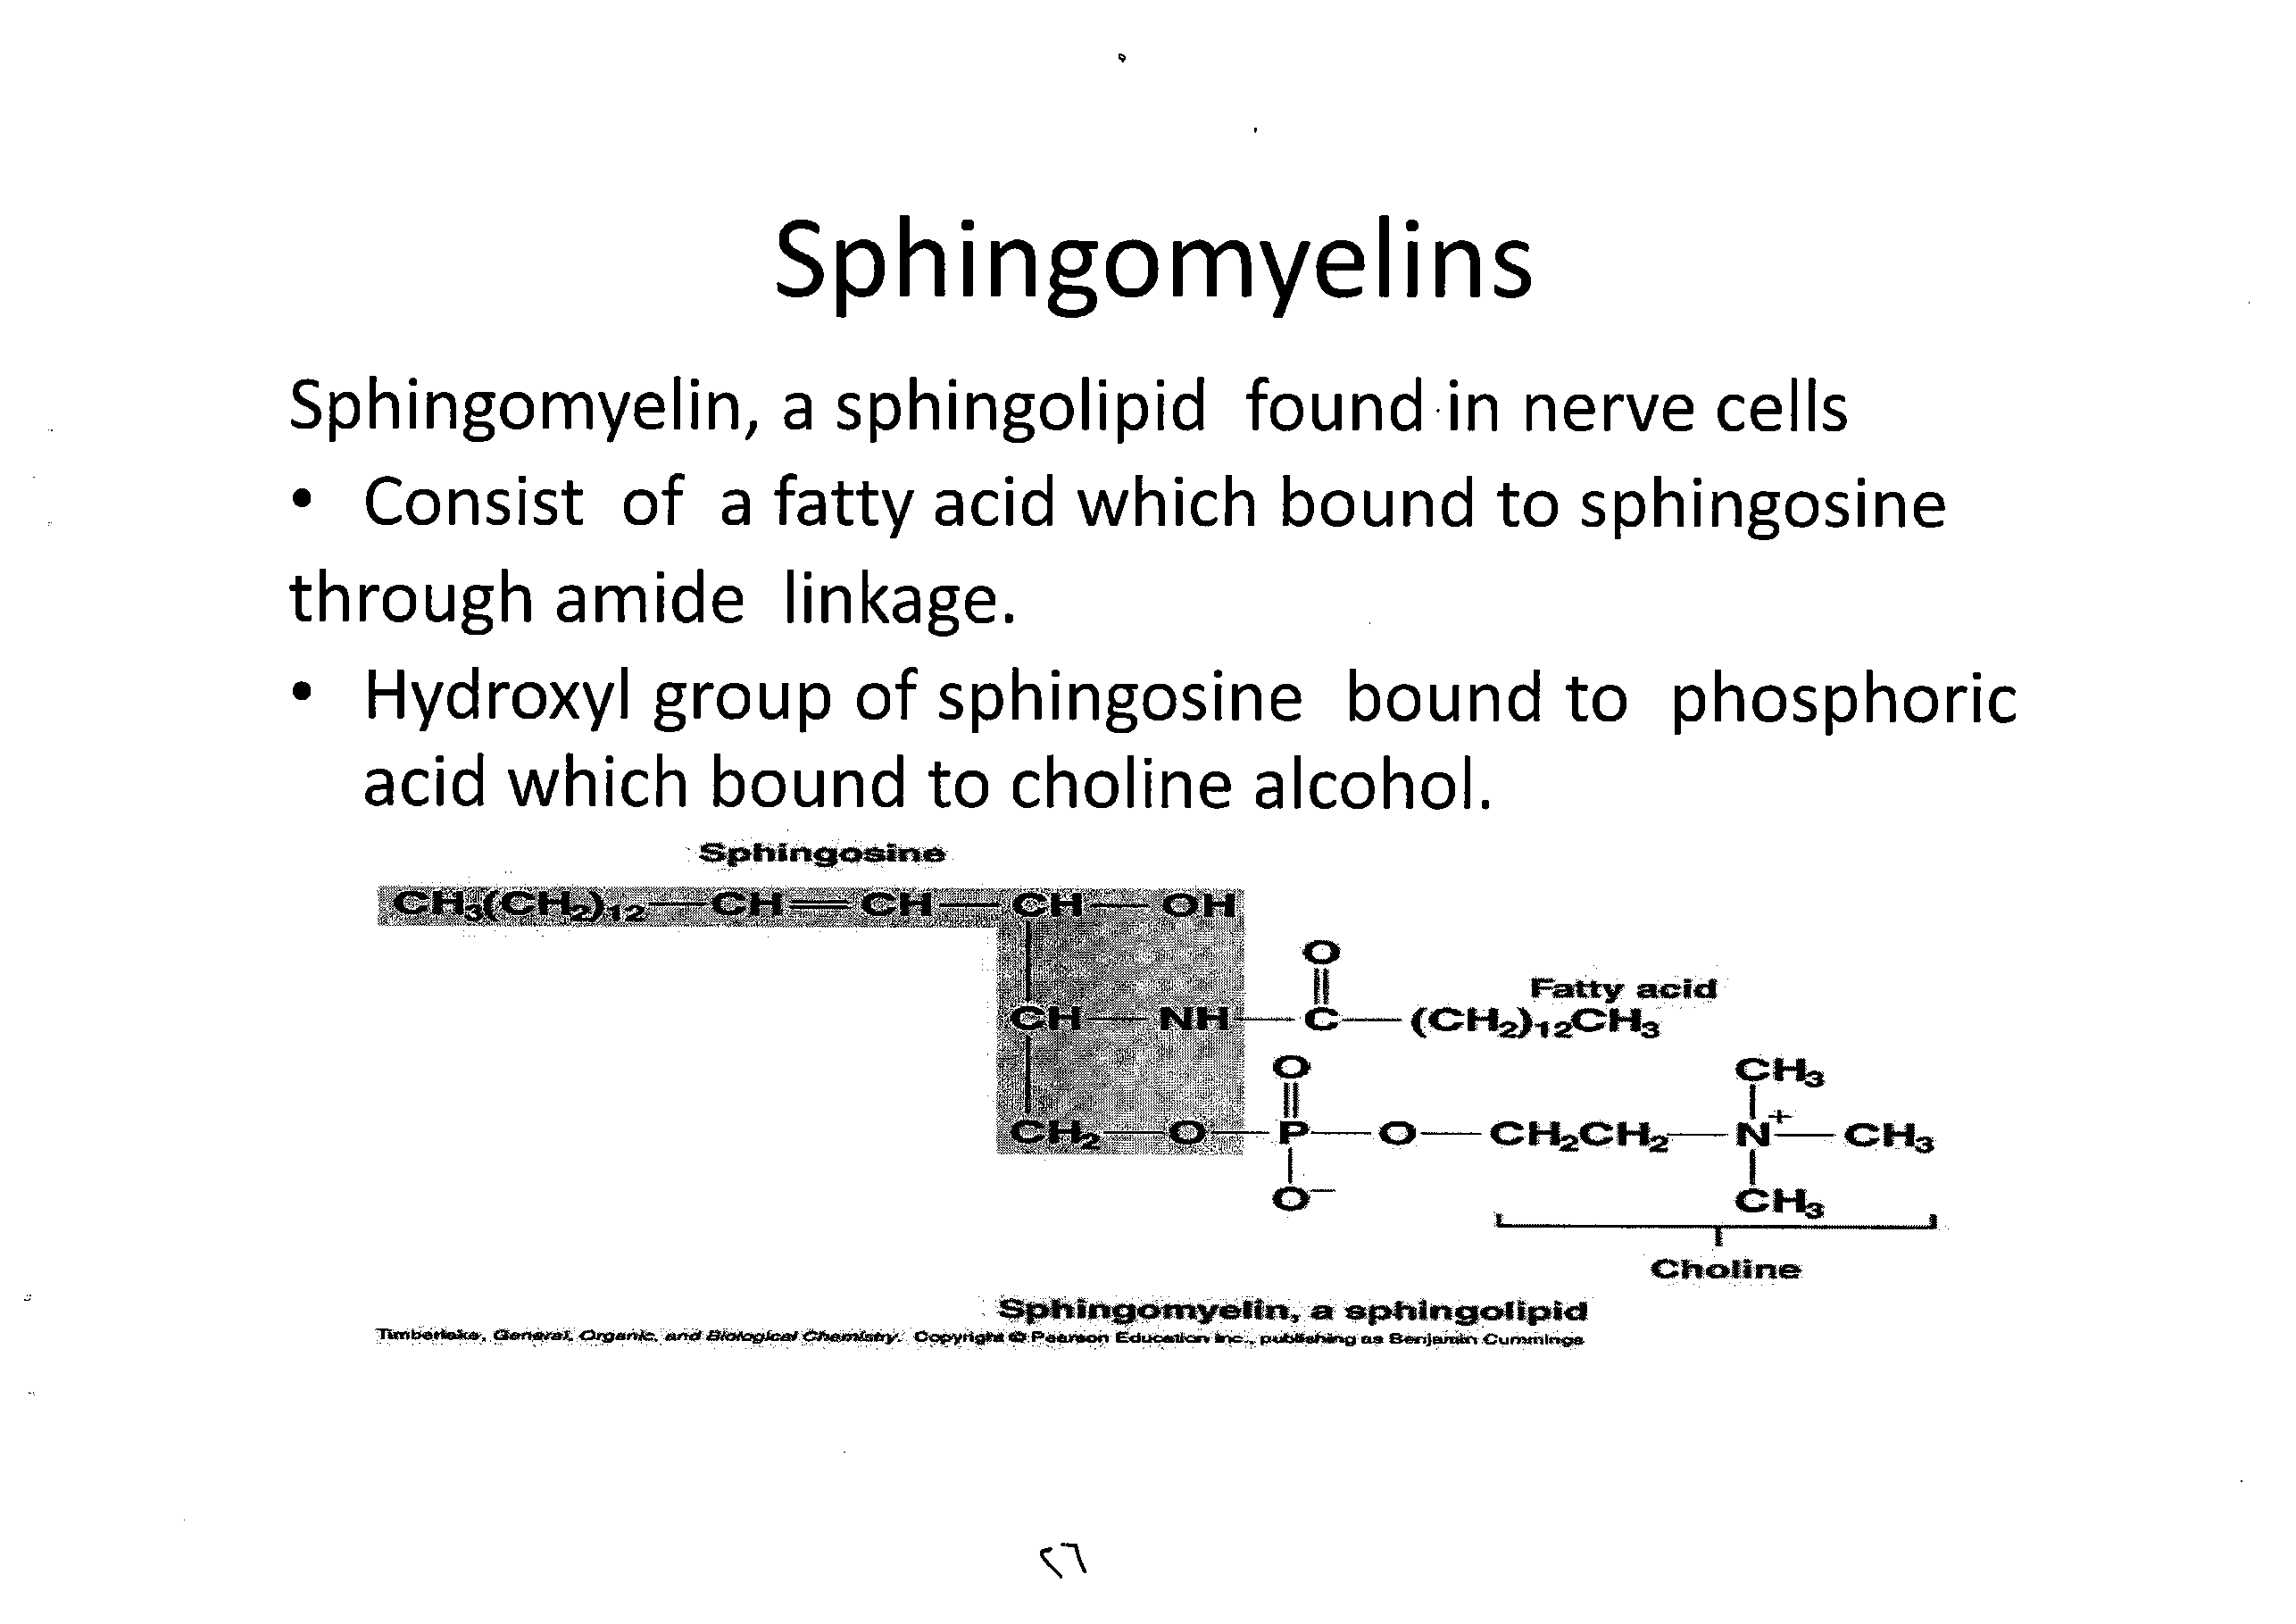 Sphingomyelins
Sphingomyelin, a sphingolipid found in nerve cells
• Consist of a fatty acid which bound to sphingosine
through amide linkage.
• Hydroxyl group of sphingosine bound to phosphoric
acid which bound to choline alcohol.
Sphingosine
CH₃(CH₂)₁₂—CH═CH—CH—OH
O
Fatty acid
CH—NH—C—(CH₂)₁₂CH₃
O
CH₃
CH₂—O—P—O—CH₂CH₂—N⁺—CH₃
O⁻
CH₃
Choline
Sphingomyelin, a sphingolipid
Timberlake, General, Organic, and Biological Chemistry. Copyright © Pearson Education Inc., publishing as Benjamin Cummings
٢٦